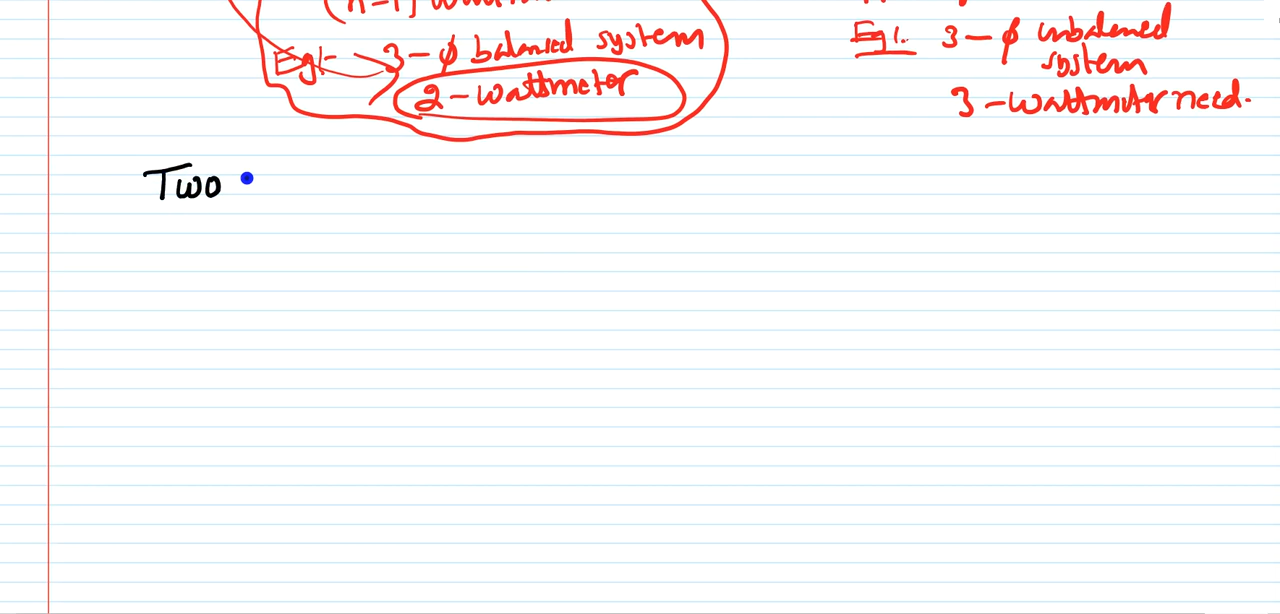 Eg:- 3-φ balanced system
2-wattmeter
Eg:. 3-φ unbalanced
system
3-wattmeter need.
Two